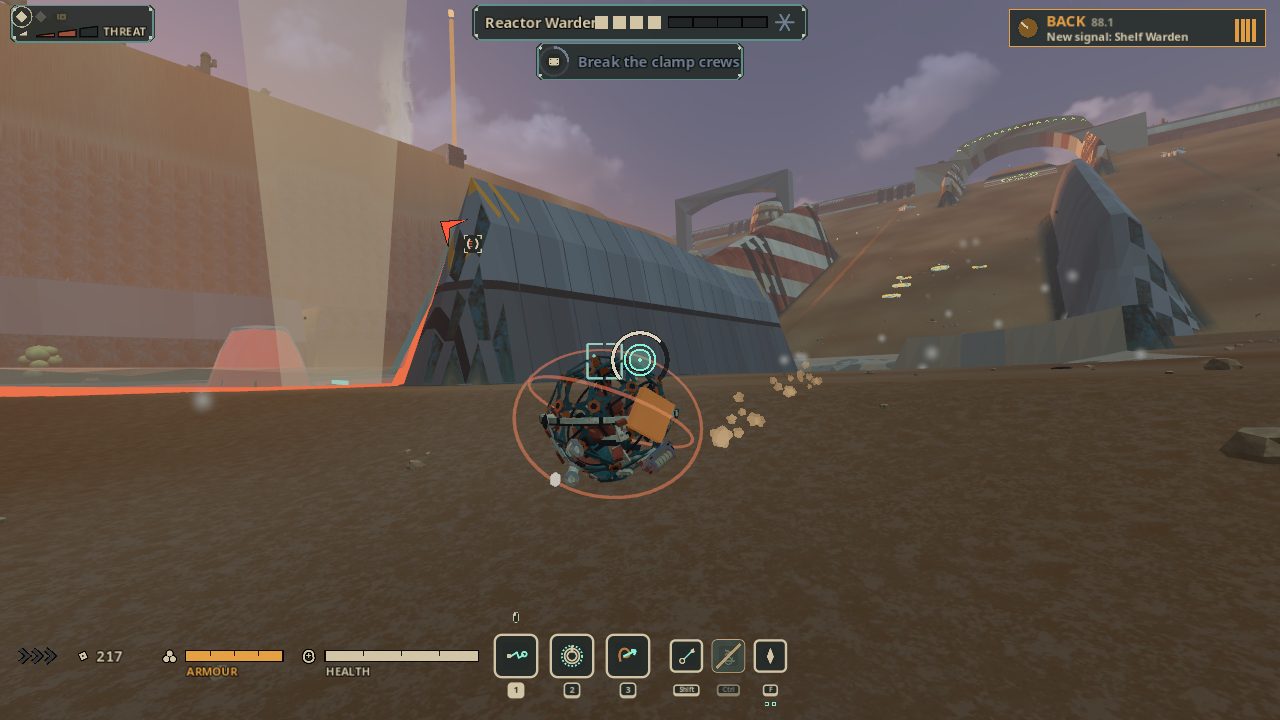 THREAT
Reactor Warden
Break the clamp crews
BACK 88.1
New signal: Shelf Warden
217
ARMOUR
HEALTH
1
2
3
Shift
Ctrl
F